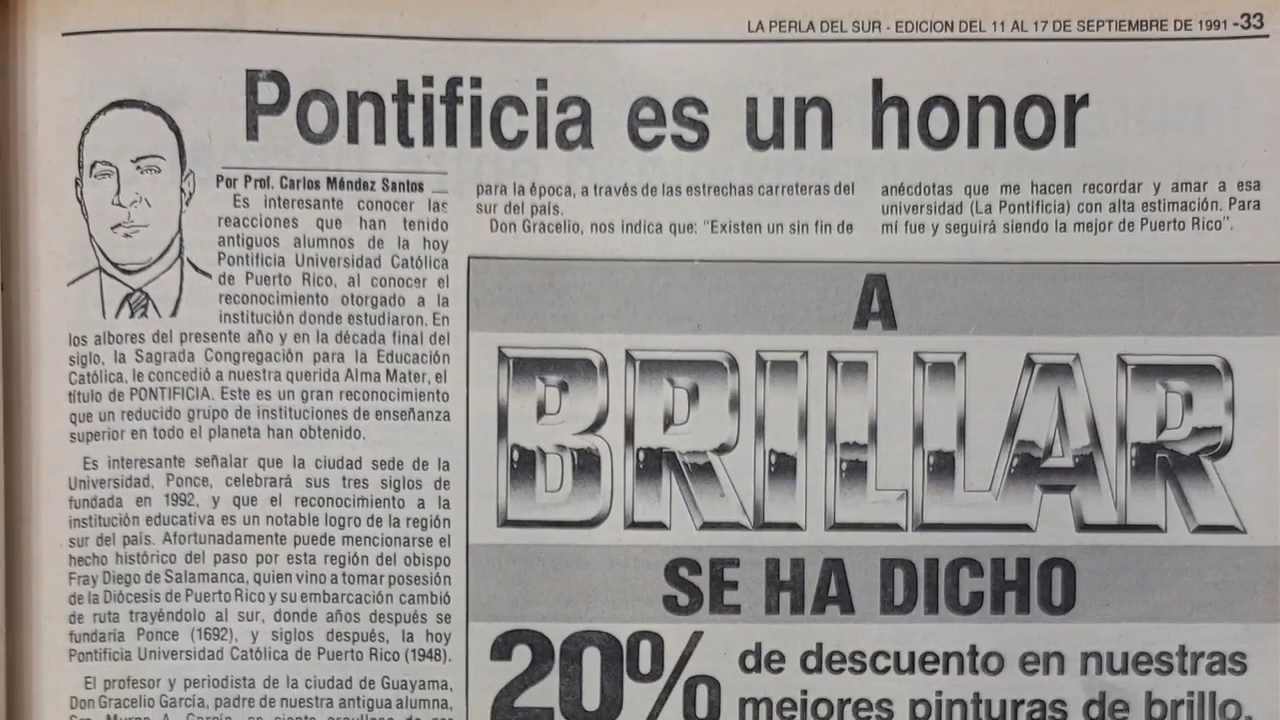 LA PERLA DEL SUR - EDICION DEL 11 AL 17 DE SEPTIEMBRE DE 1991 -33
Pontificia es un honor
Por Prof. Carlos Méndez Santos
Es interesante conocer las
reacciones que han tenido
antiguos alumnos de la hoy
Pontificia Universidad Católica
de Puerto Rico, al conocer el
reconocimiento otorgado a la
institución donde estudiaron. En
los albores del presente año y en la década final del
siglo, la Sagrada Congregación para la Educación
Católica, le concedió a nuestra querida Alma Mater, el
título de PONTIFICIA. Este es un gran reconocimiento
que un reducido grupo de instituciones de enseñanza
superior en todo el planeta han obtenido.
Es interesante señalar que la ciudad sede de la
Universidad, Ponce, celebrará sus tres siglos de
fundada en 1992, y que el reconocimiento a la
institución educativa es un notable logro de la región
sur del país. Afortunadamente puede mencionarse el
hecho histórico del paso por esta región del obispo
Fray Diego de Salamanca, quien vino a tomar posesión
de la Diócesis de Puerto Rico y su embarcación cambió
de ruta trayéndolo al sur, donde años después se
fundaría Ponce (1692), y siglos después, la hoy
Pontificia Universidad Católica de Puerto Rico (1948).
El profesor y periodista de la ciudad de Guayama,
Don Gracelio García, padre de nuestra antigua alumna,
para la época, a través de las estrechas carreteras del
sur del país.
Don Gracelio, nos indica que: "Existen un sin fin de
anécdotas que me hacen recordar y amar a esa
universidad (La Pontificia) con alta estimación. Para
mí fue y seguirá siendo la mejor de Puerto Rico".
A
BRILLAR
SE HA DICHO
20% de descuento en nuestras
mejores pinturas de brillo.